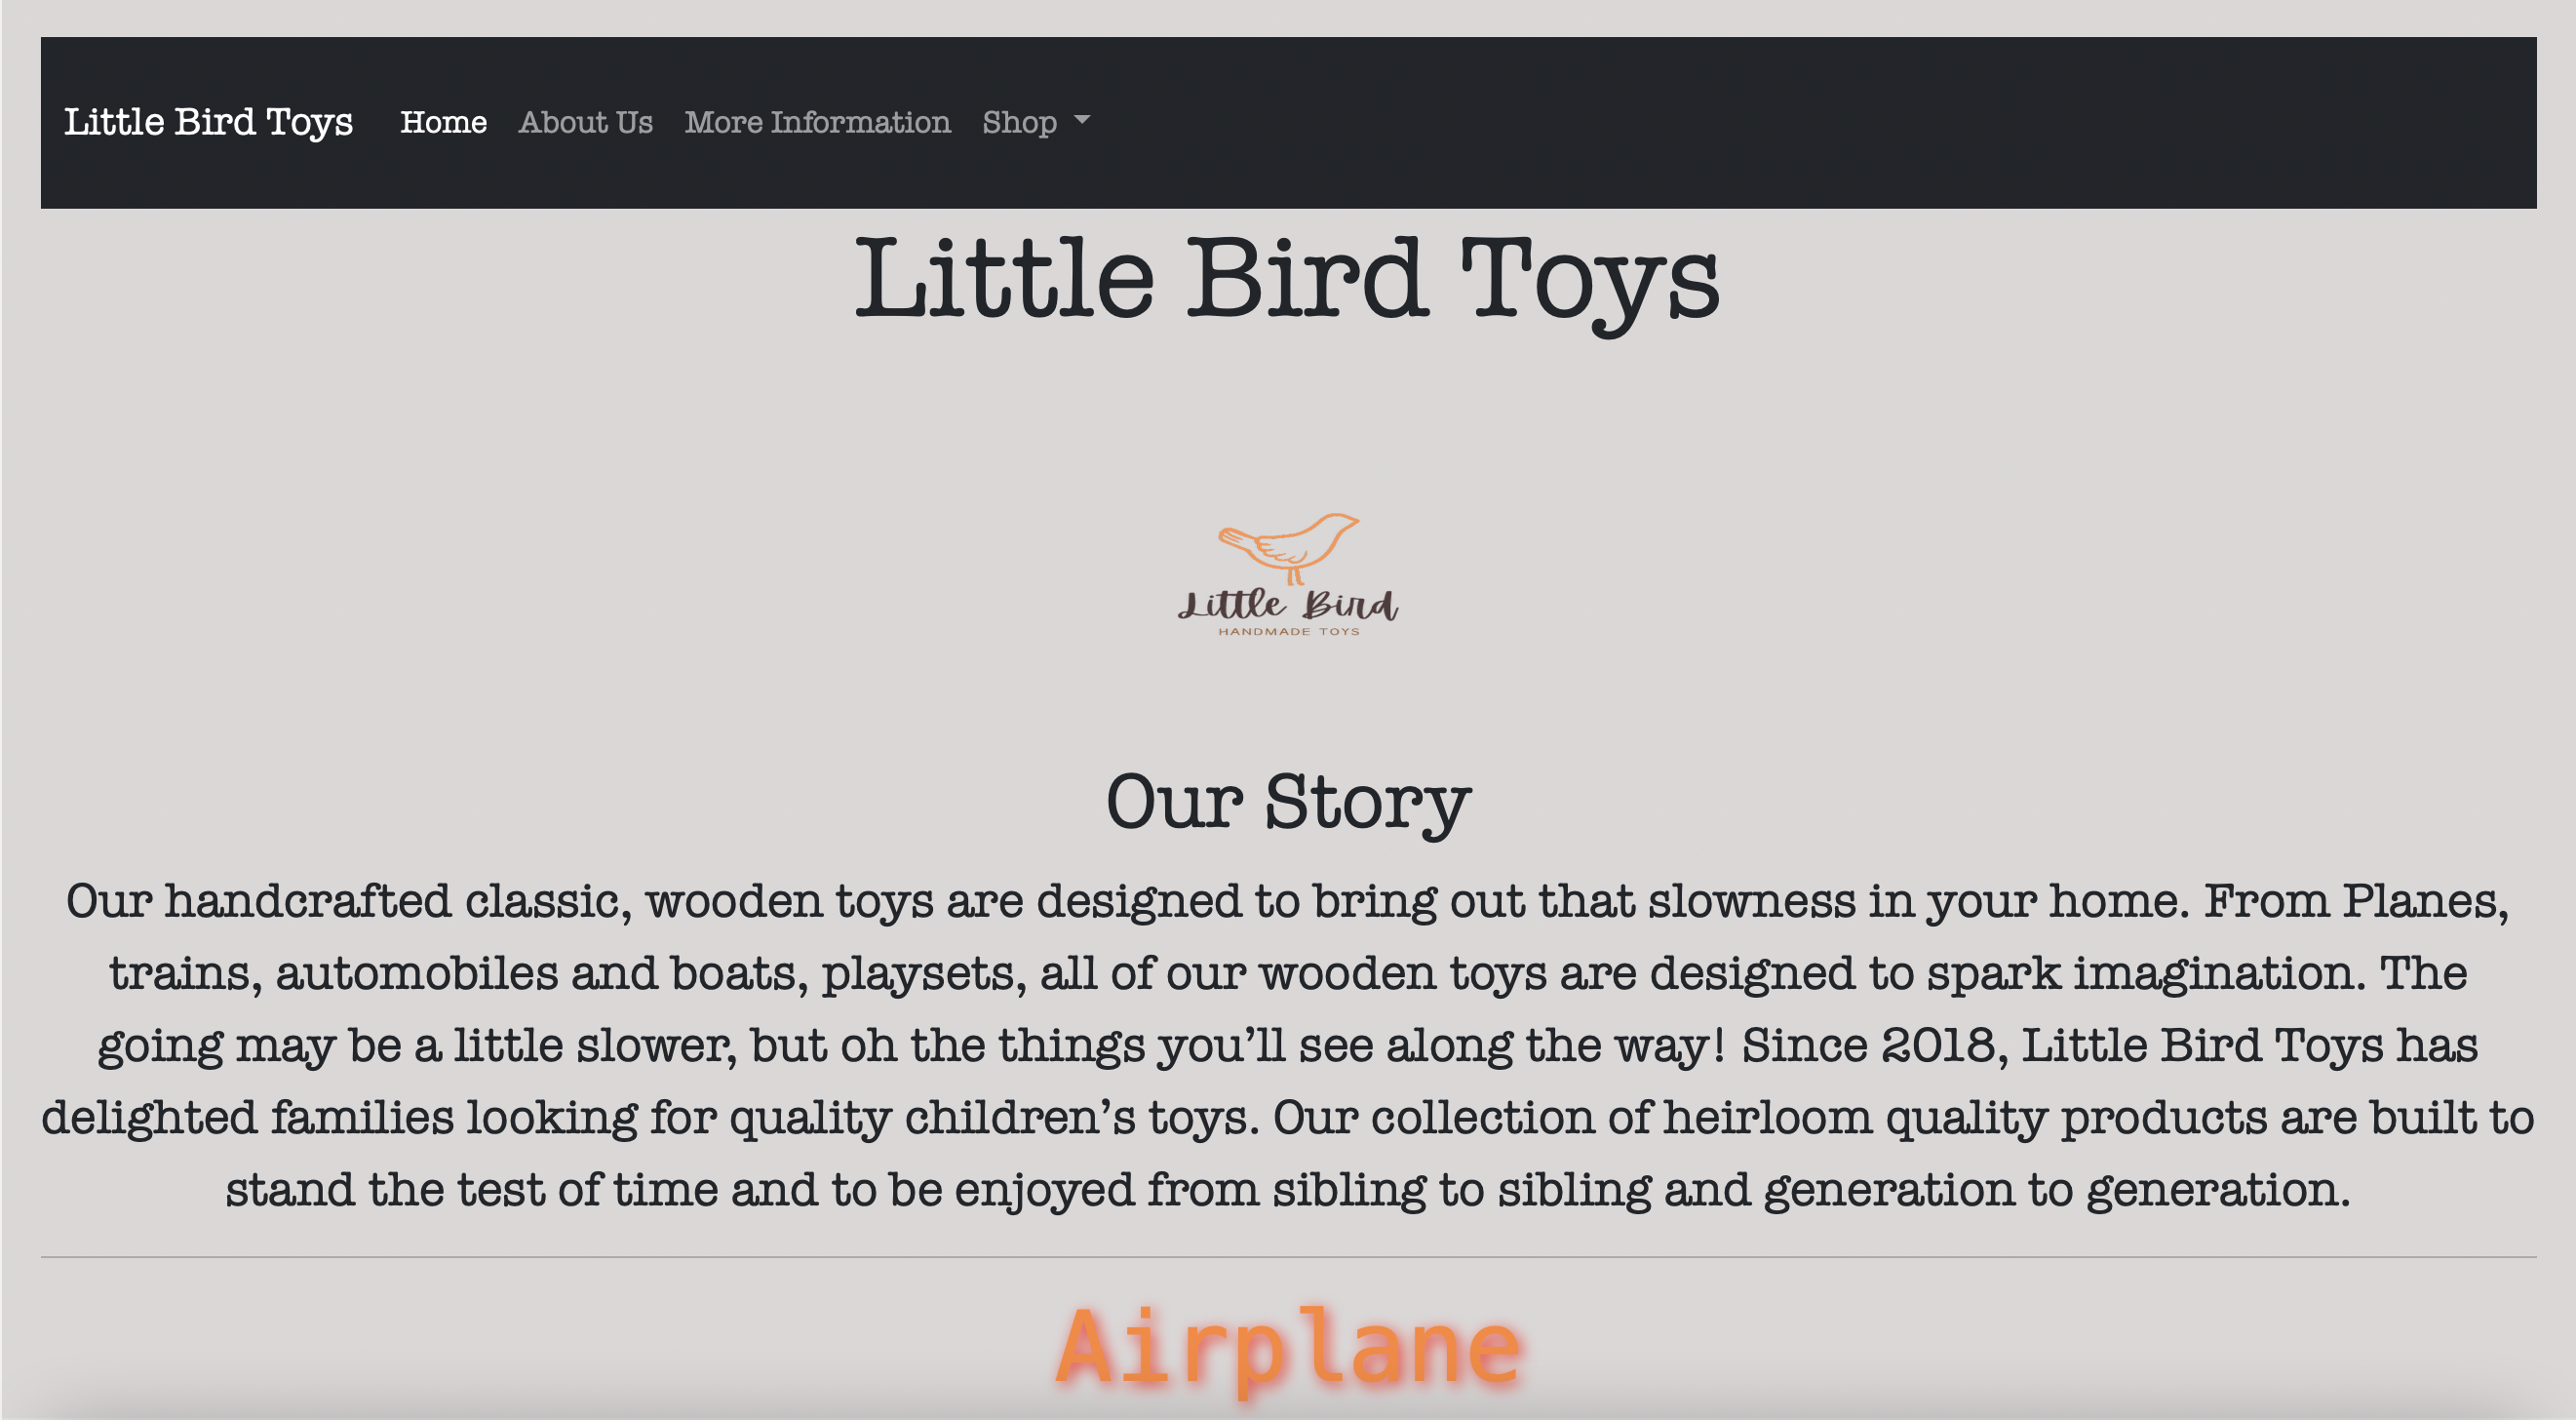 Little Bird Toys Home About Us More Information Shop
Little Bird Toys
Little Bird
HANDMADE TOYS
Our Story
Our handcrafted classic, wooden toys are designed to bring out that slowness in your home. From Planes,
trains, automobiles and boats, playsets, all of our wooden toys are designed to spark imagination. The
going may be a little slower, but oh the things you’ll see along the way! Since 2018, Little Bird Toys has
delighted families looking for quality children’s toys. Our collection of heirloom quality products are built to
stand the test of time and to be enjoyed from sibling to sibling and generation to generation.
Airplane